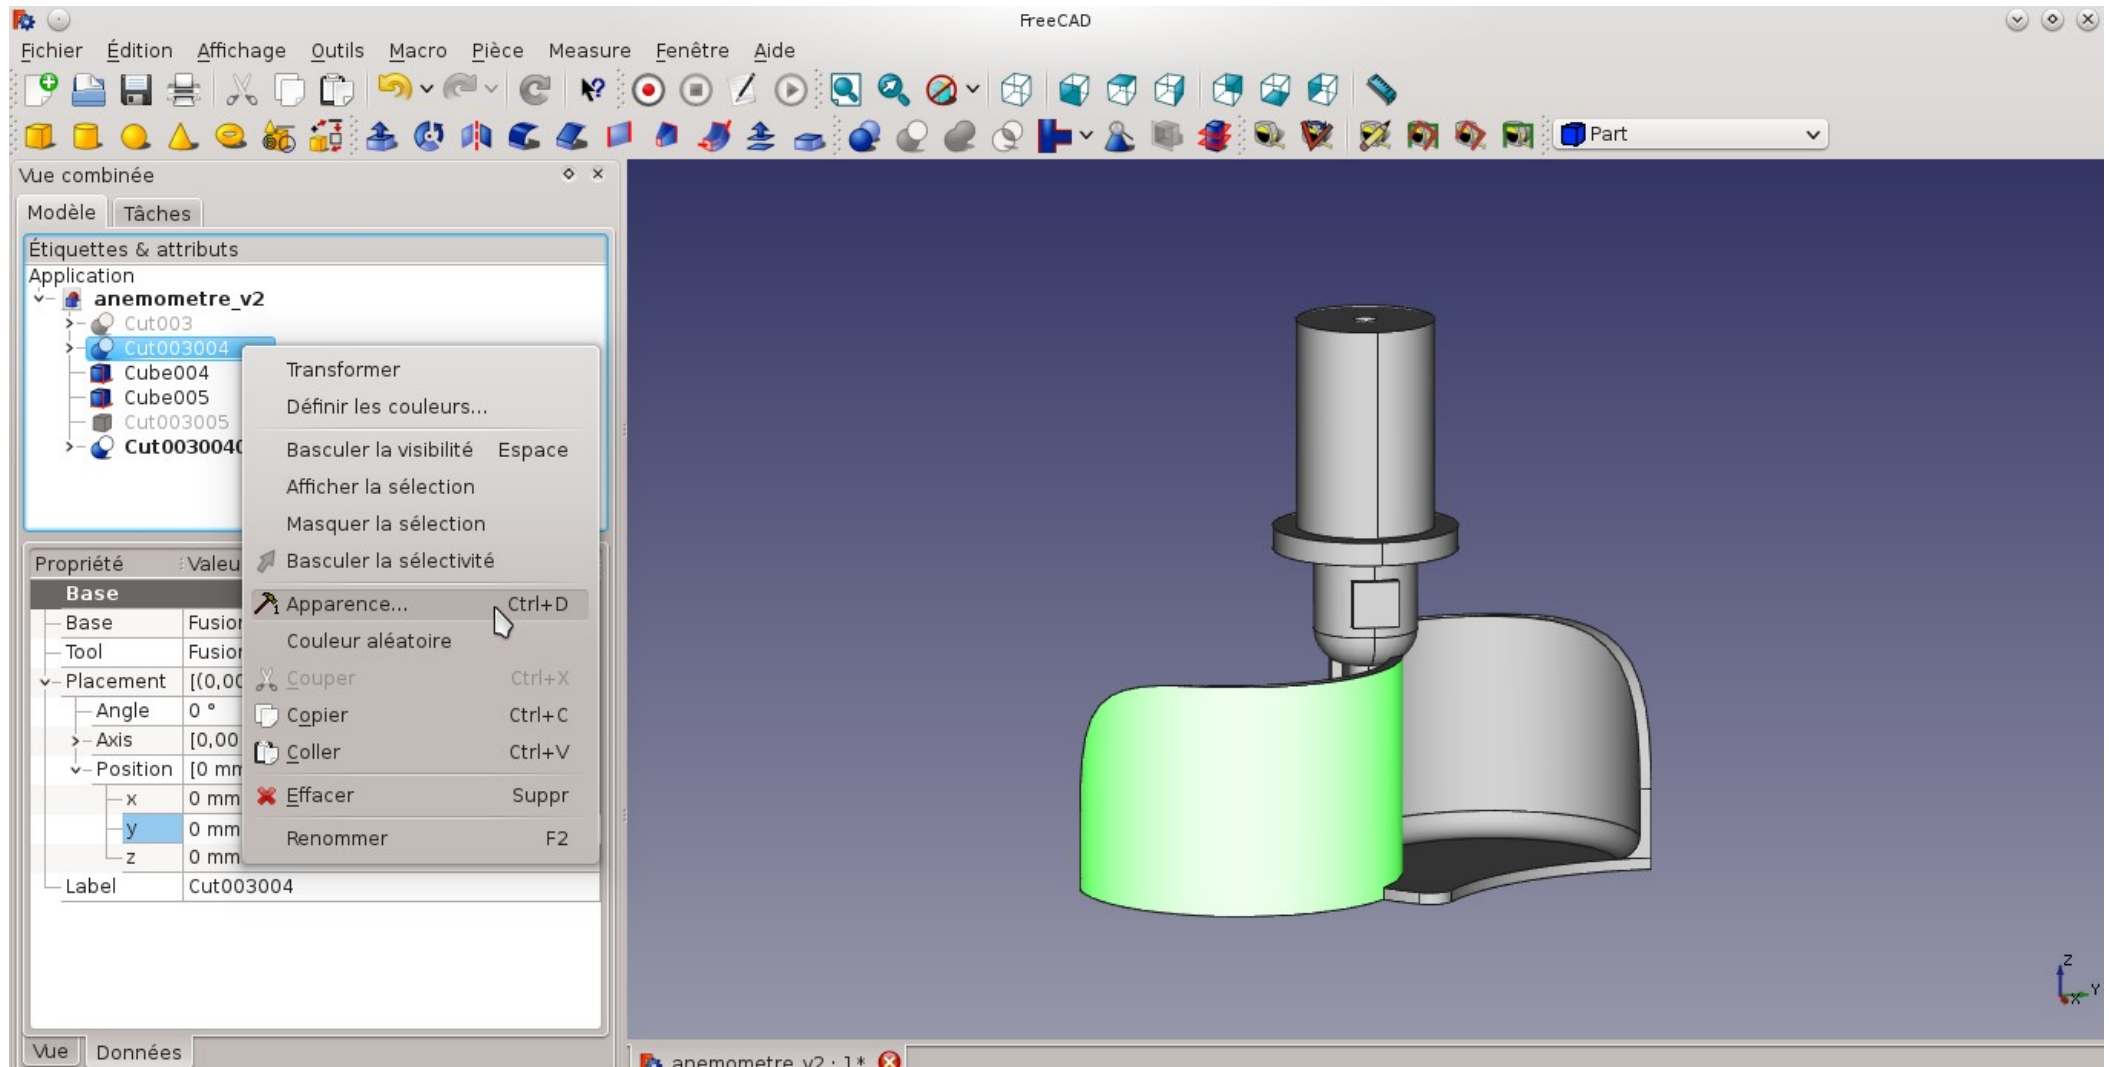 FreeCAD
Fichier Édition Affichage Outils Macro Pièce Measure Fenêtre Aide
Part
Vue combinée
Modèle Tâches
Étiquettes & attributs
Application
anemometre_v2
Cut003
Cut003004
Cube004
Cube005
Cut003005
Transformer
Définir les couleurs...
Basculer la visibilité Espace
Afficher la sélection
Masquer la sélection
Basculer la sélectivité
Apparence... Ctrl+D
Couleur aléatoire
Couper Ctrl+X
Copier Ctrl+C
Coller Ctrl+V
Effacer Suppr
Renommer F2
Propriété Valeu
Base
Base Fusion
Tool Fusion
Placement [(0,00
Angle 0 °
Axis [0,00
Position [0 mm
x 0 mm
y 0 mm
z 0 mm
Label Cut003004
Vue Données
anemometre_v2 : 1*
Z
Y
X